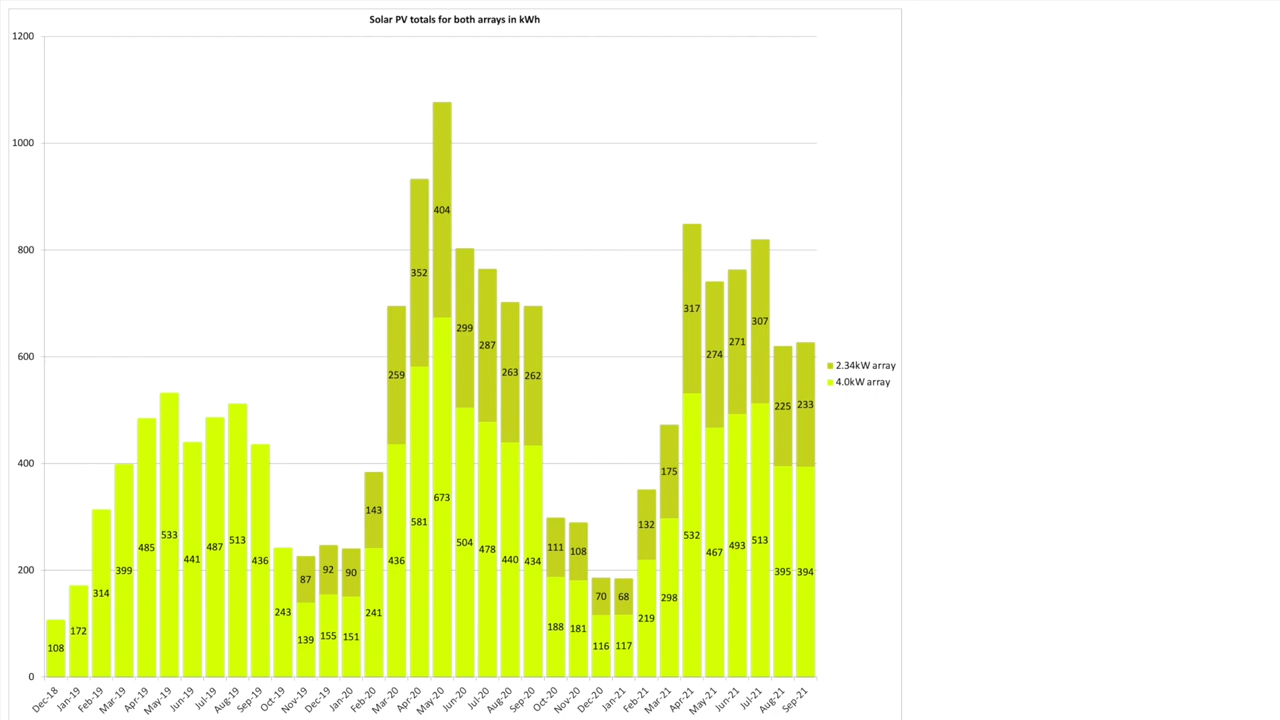 Solar PV totals for both arrays in kWh
1200
1000
800
600
400
200
0
404
352
317
307
299
287
271
274
259
263
262
225
233
175
143
132
111
108
87
92
90
70
68
108
172
314
399
485
533
441
487
513
436
243
139
155
151
241
436
581
673
504
478
440
434
188
181
116
117
219
298
532
467
493
513
395
394
2.34kW array
4.0kW array
Dec-18
Jan-19
Feb-19
Mar-19
Apr-19
May-19
Jun-19
Jul-19
Aug-19
Sep-19
Oct-19
Nov-19
Dec-19
Jan-20
Feb-20
Mar-20
Apr-20
May-20
Jun-20
Jul-20
Aug-20
Sep-20
Oct-20
Nov-20
Dec-20
Jan-21
Feb-21
Mar-21
Apr-21
May-21
Jun-21
Jul-21
Aug-21
Sep-21